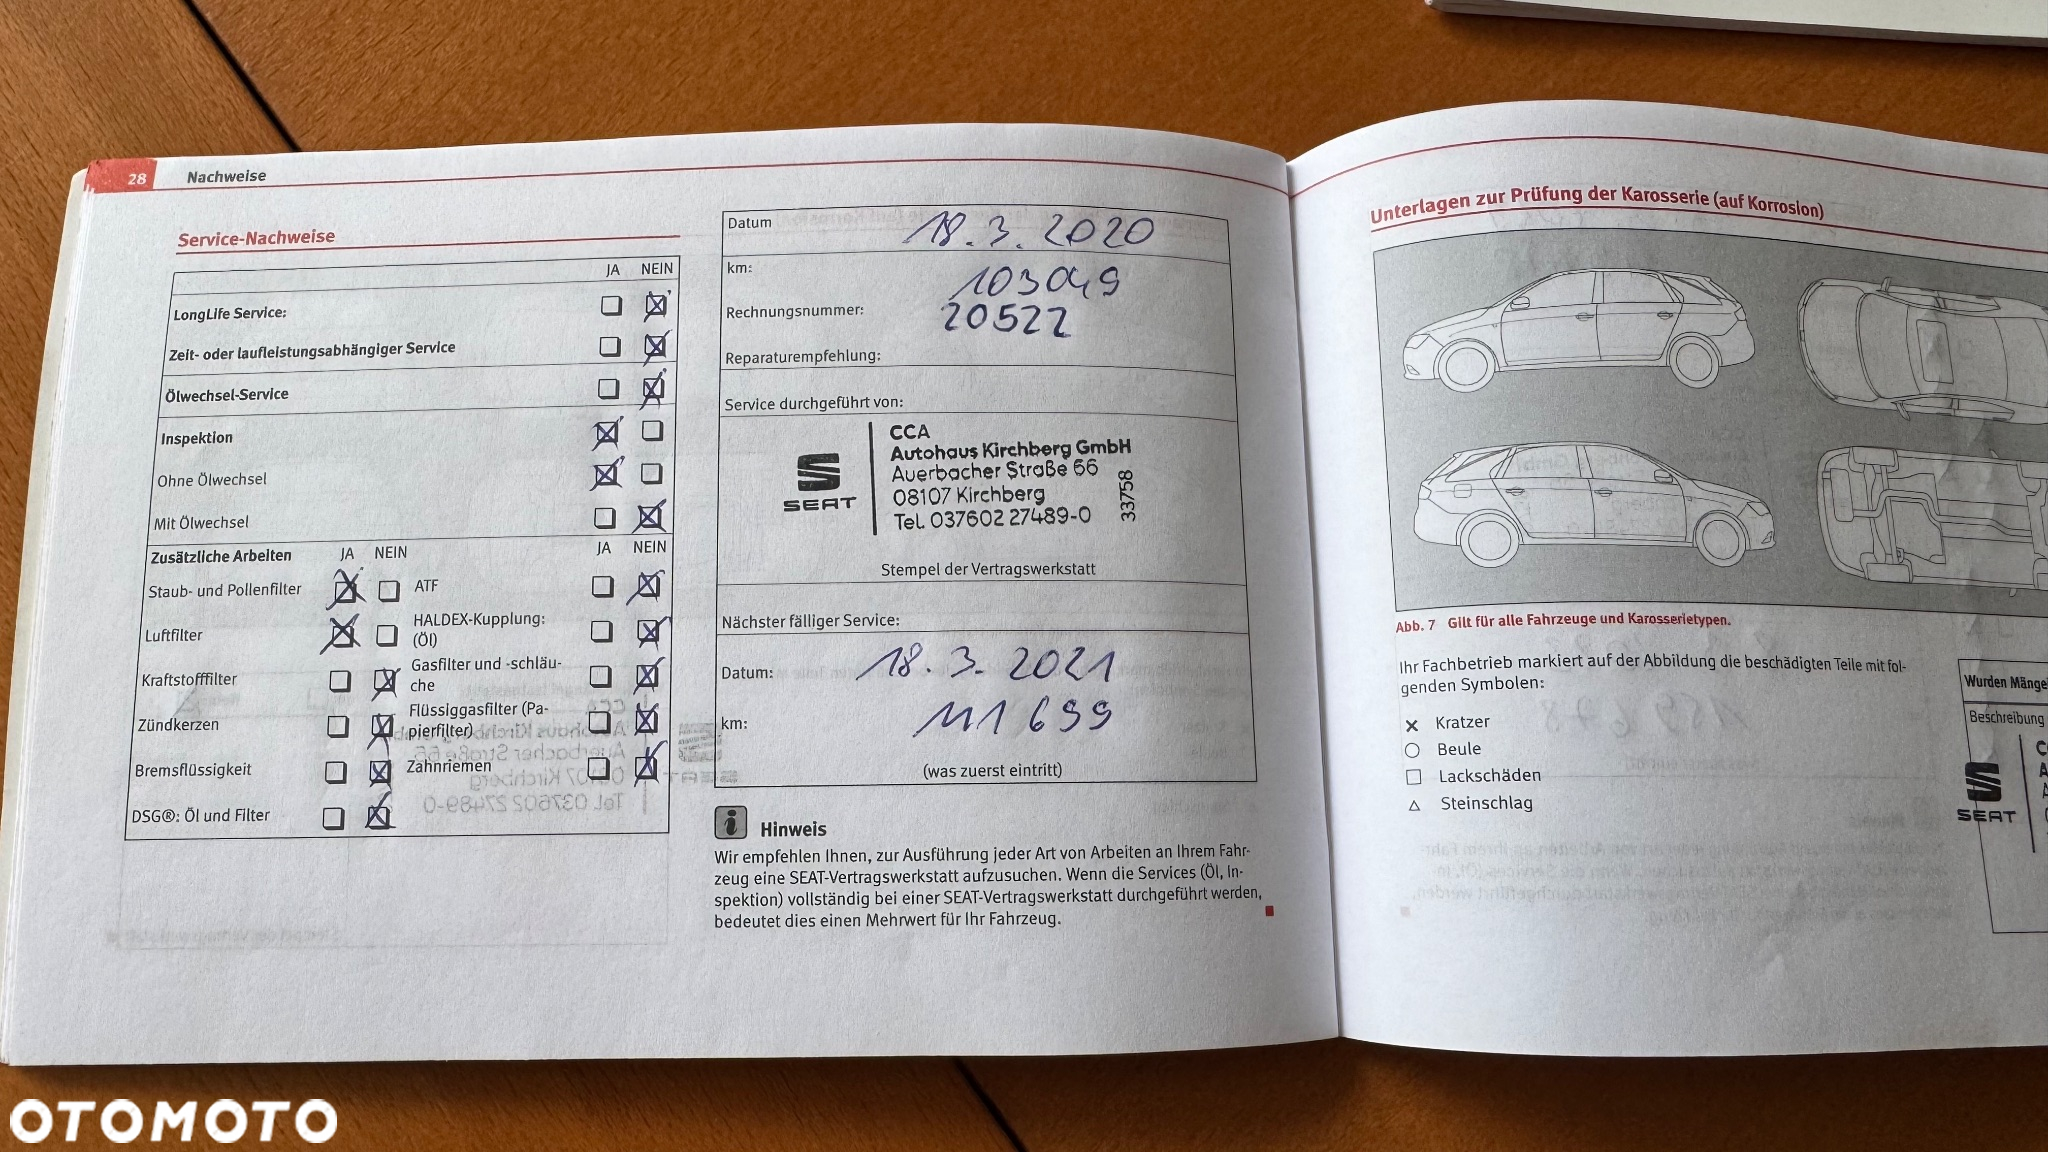 28 Nachweise
Service-Nachweise
JA NEIN
LongLife Service:
Zeit- oder laufleistungsabhängiger Service
Ölwechsel-Service
Inspektion
Ohne Ölwechsel
Mit Ölwechsel
Zusätzliche Arbeiten JA NEIN JA NEIN
Staub- und Pollenfilter
Luftfilter
Kraftstofffilter
Zündkerzen
Bremsflüssigkeit
DSG®: Öl und Filter
ATF
HALDEX-Kupplung:
(Öl)
Gasfilter und -schläu-
che
Flüssiggasfilter (Pa-
pierfilter)
Zahnriemen
Datum 18.3.2020
km: 103049
Rechnungsnummer: 20522
Reparaturempfehlung:
Service durchgeführt von:
SEAT
CCA
Autohaus Kirchberg GmbH
Auerbacher Straße 66
08107 Kirchberg
Tel. 037602 27489-0
33758
Stempel der Vertragswerkstatt
Nächster fälliger Service:
Datum: 18.3.2021
km: 111699
(was zuerst eintritt)
i Hinweis
Wir empfehlen Ihnen, zur Ausführung jeder Art von Arbeiten an Ihrem Fahr-
zeug eine SEAT-Vertragswerkstatt aufzusuchen. Wenn die Services (Öl, In-
spektion) vollständig bei einer SEAT-Vertragswerkstatt durchgeführt werden,
bedeutet dies einen Mehrwert für Ihr Fahrzeug.
Unterlagen zur Prüfung der Karosserie (auf Korrosion)
Abb. 7 Gilt für alle Fahrzeuge und Karosserietypen.
Ihr Fachbetrieb markiert auf der Abbildung die beschädigten Teile mit fol-
genden Symbolen:
Kratzer
Beule
Lackschäden
Steinschlag
Wurden Mänge
Beschreibung
SEAT
OTOMOTO